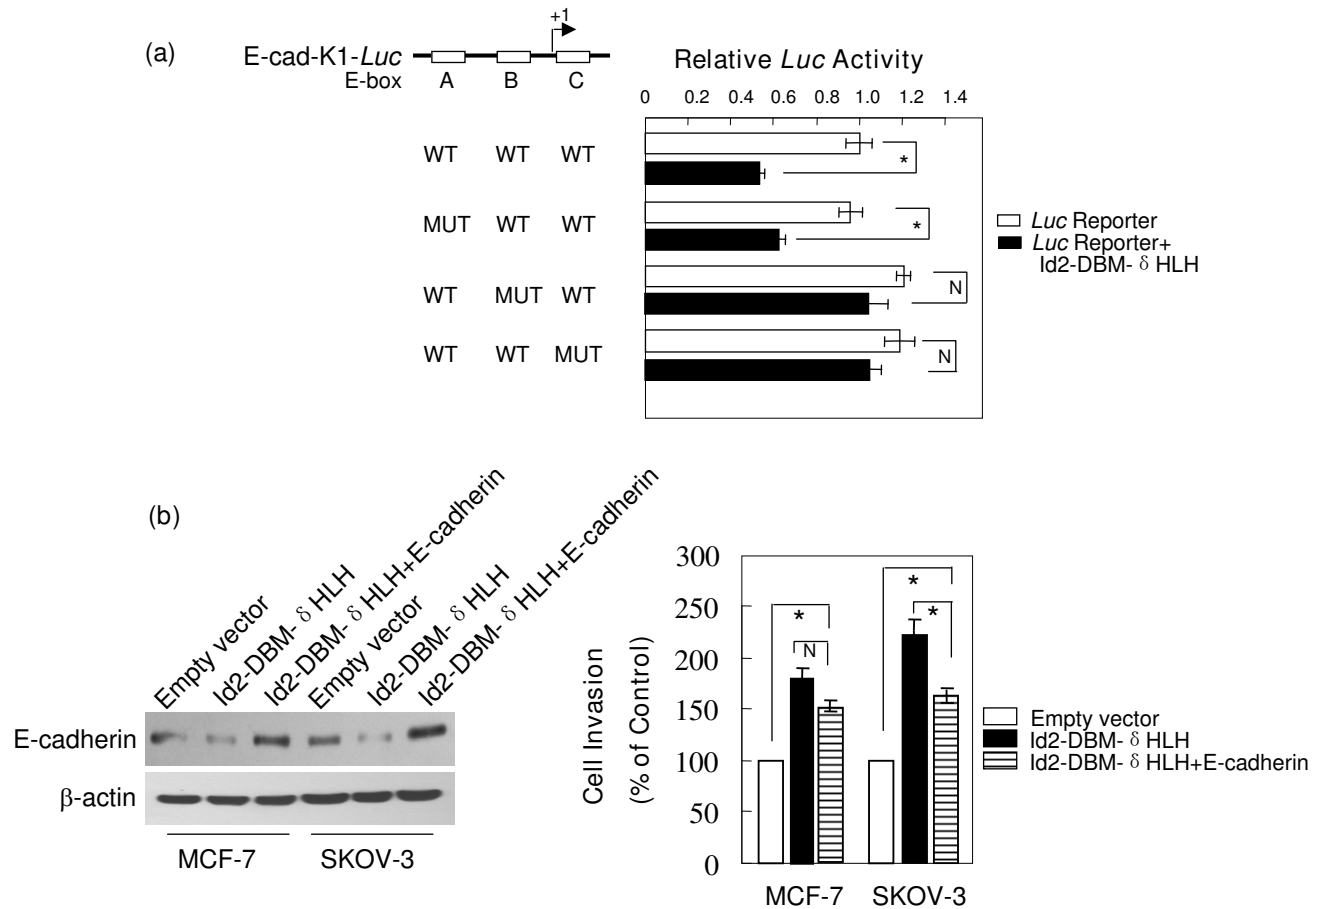 (a)
+1
E-cad-K1-Luc
E-box A B C
Relative Luc Activity
0 0.2 0.4 0.6 0.8 1.0 1.2 1.4
WT WT WT
*
MUT WT WT
*
WT MUT WT
N
WT WT MUT
N
Luc Reporter
Luc Reporter+
Id2-DBM- δ HLH
(b)
Empty vector
Id2-DBM- δ HLH
Id2-DBM- δ HLH+E-cadherin
Empty vector
Id2-DBM- δ HLH
Id2-DBM- δ HLH+E-cadherin
E-cadherin
β-actin
MCF-7 SKOV-3
Cell Invasion
(% of Control)
300
250
200
150
100
50
0
*
N
*
*
MCF-7 SKOV-3
Empty vector
Id2-DBM- δ HLH
Id2-DBM- δ HLH+E-cadherin